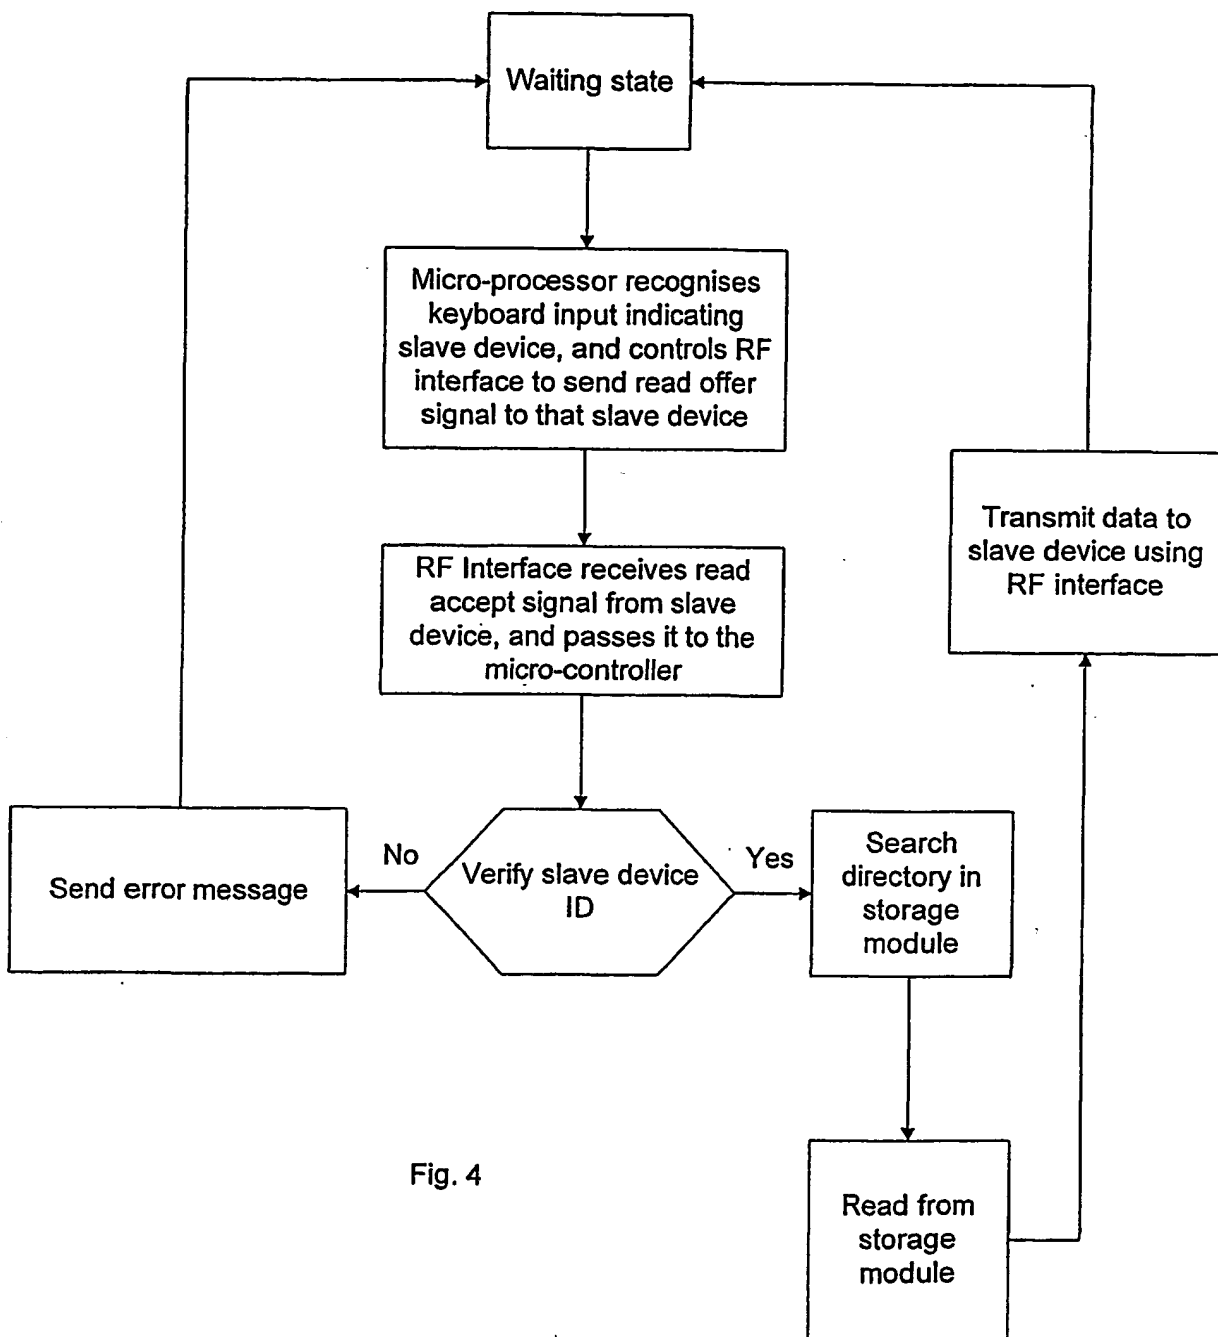 Waiting state
Micro-processor recognises
keyboard input indicating
slave device, and controls RF
interface to send read offer
signal to that slave device
RF Interface receives read
accept signal from slave
device, and passes it to the
micro-controller
Transmit data to
slave device using
RF interface
No
Verify slave device
ID
Yes
Send error message
Search
directory in
storage
module
Read from
storage
module
Fig. 4